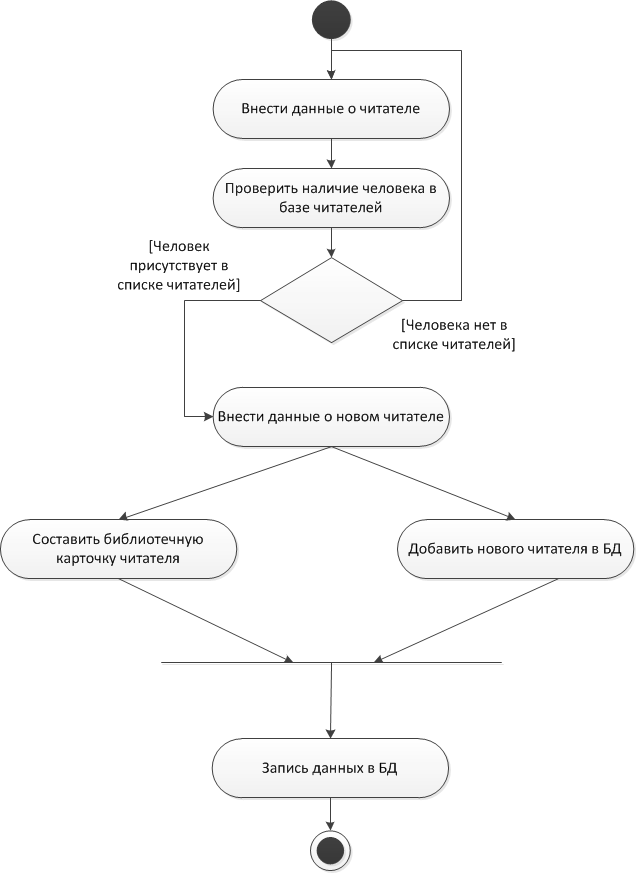 Внести данные о читателе
Проверить наличие человека в
базе читателей
[Человек
присутствует в
списке читателей]
[Человека нет в
списке читателей]
Внести данные о новом читателе
Составить библиотечную
карточку читателя
Добавить нового читателя в БД
Запись данных в БД